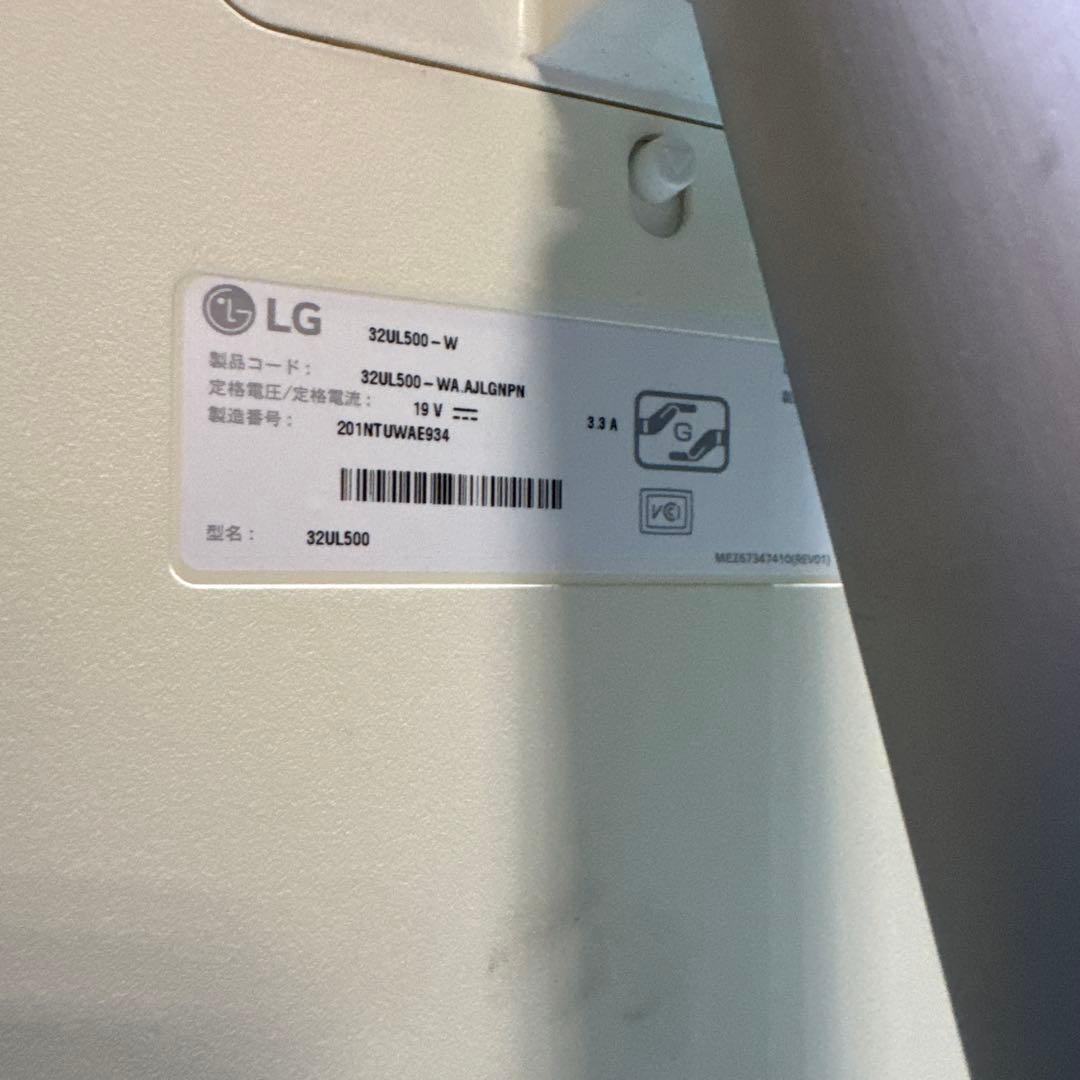 LG 32UL500-W
製品コード: 32UL500-WA.AJLGNPN
定格電圧/定格電流: 19 V 3.3 A
製造番号: 201NTUWAE934
G
VCCI
型名: 32UL500
MEZ67347410(REV01)